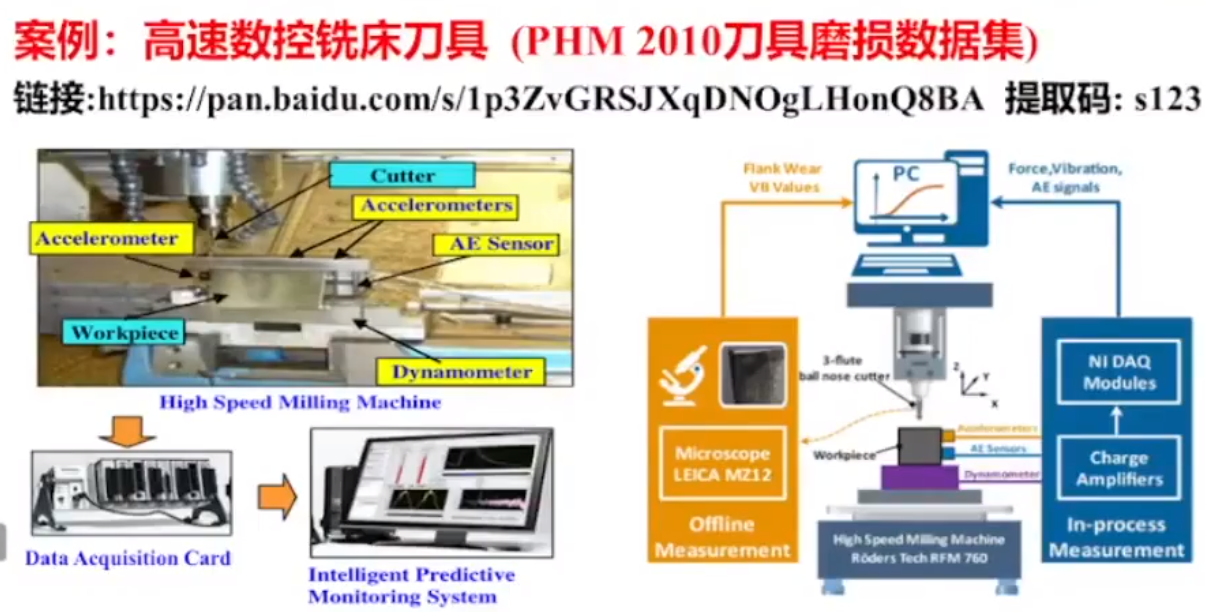 案例：高速数控铣床刀具 (PHM 2010刀具磨损数据集)
链接:https://pan.baidu.com/s/1p3ZvGRSJXqDNOgLHonQ8BA 提取码: s123
Cutter
Accelerometers
Accelerometer
AE Sensor
Workpiece
Dynamometer
High Speed Milling Machine
Data Acquisition Card
Intelligent Predictive
Monitoring System
Flank Wear
VB Values
PC
Force,Vibration,
AE signals
3-flute
ball nose cutter
Z
Y
X
Microscope
LEICA MZ12
Offline
Measurement
Workpiece
Accelerometers
AE Sensors
Dynamometer
NI DAQ
Modules
Charge
Amplifiers
In-process
Measurement
High Speed Milling Machine
Röders Tech RFM 760